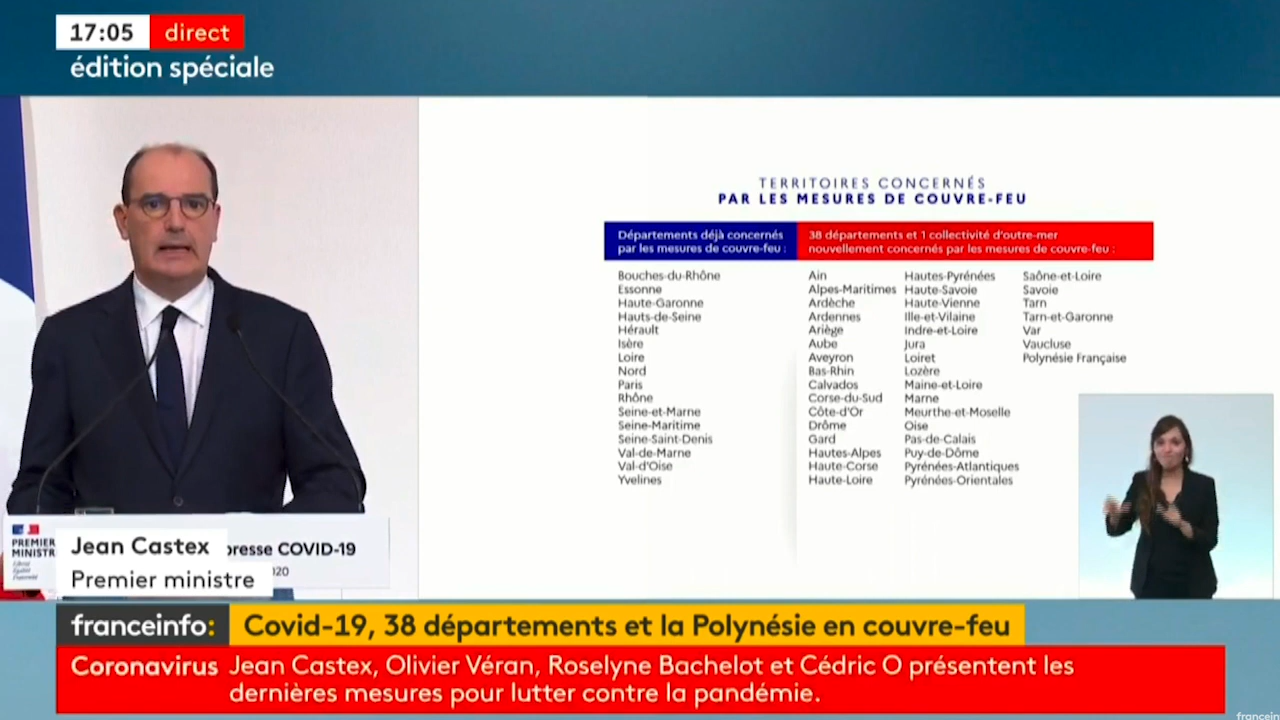 17:05 direct
édition spéciale
TERRITOIRES CONCERNÉS
PAR LES MESURES DE COUVRE-FEU
Départements déjà concernés
par les mesures de couvre-feu :
38 départements et 1 collectivité d'outre-mer
nouvellement concernés par les mesures de couvre-feu :
Bouches-du-Rhône
Essonne
Haute-Garonne
Hauts-de-Seine
Hérault
Isère
Loire
Nord
Paris
Rhône
Seine-et-Marne
Seine-Maritime
Seine-Saint-Denis
Val-de-Marne
Val-d'Oise
Yvelines
Ain
Alpes-Maritimes
Ardèche
Ardennes
Ariège
Aube
Aveyron
Bas-Rhin
Calvados
Corse-du-Sud
Côte-d'Or
Drôme
Gard
Hautes-Alpes
Haute-Corse
Haute-Loire
Hautes-Pyrénées
Haute-Savoie
Haute-Vienne
Ille-et-Vilaine
Indre-et-Loire
Jura
Loiret
Lozère
Maine-et-Loire
Marne
Meurthe-et-Moselle
Oise
Pas-de-Calais
Puy-de-Dôme
Pyrénées-Atlantiques
Pyrénées-Orientales
Saône-et-Loire
Savoie
Tarn
Tarn-et-Garonne
Var
Vaucluse
Polynésie Française
PREMIER
MINISTR
presse COVID-19
020
Jean Castex
Premier ministre
franceinfo: Covid-19, 38 départements et la Polynésie en couvre-feu
Coronavirus Jean Castex, Olivier Véran, Roselyne Bachelot et Cédric O présentent les
dernières mesures pour lutter contre la pandémie.
franceinf